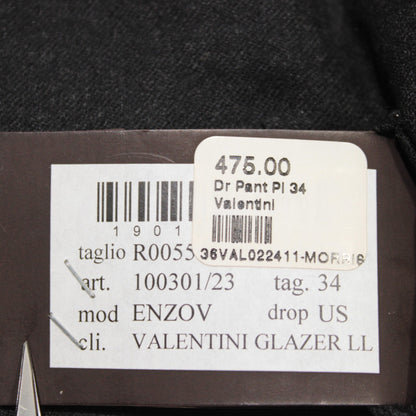 475.00
Dr Pant Pl 34
Valentini
36VAL022411-MORRIS
1901
taglio R0055
art. 100301/23 tag. 34
mod ENZOV drop US
cli. VALENTINI GLAZER LL